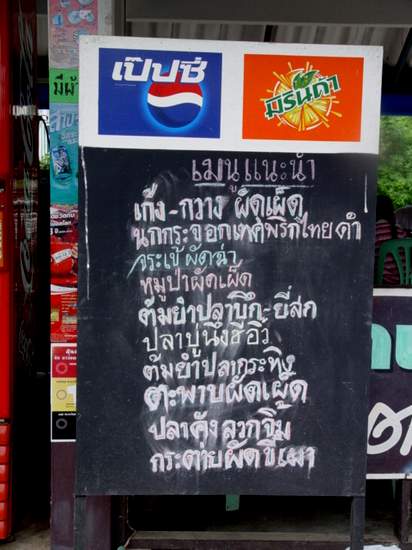 เป๊ปซี่
มิรินด้า
เมนูแนะนำ
เก้ง-กวาง ผัดเผ็ด
นกกระจอกเทศพริกไทยดำ
จระเข้ผัดฉ่า
หมูป่าผัดเผ็ด
ต้มยำปลาบึก-ยี่สก
ปลาบู่นึ่งซีอิ้ว
ต้มยำปลากระทิง
ตะพาบผัดเผ็ด
ปลาคังลวกจิ้ม
กระต่ายผัดขี้เมา